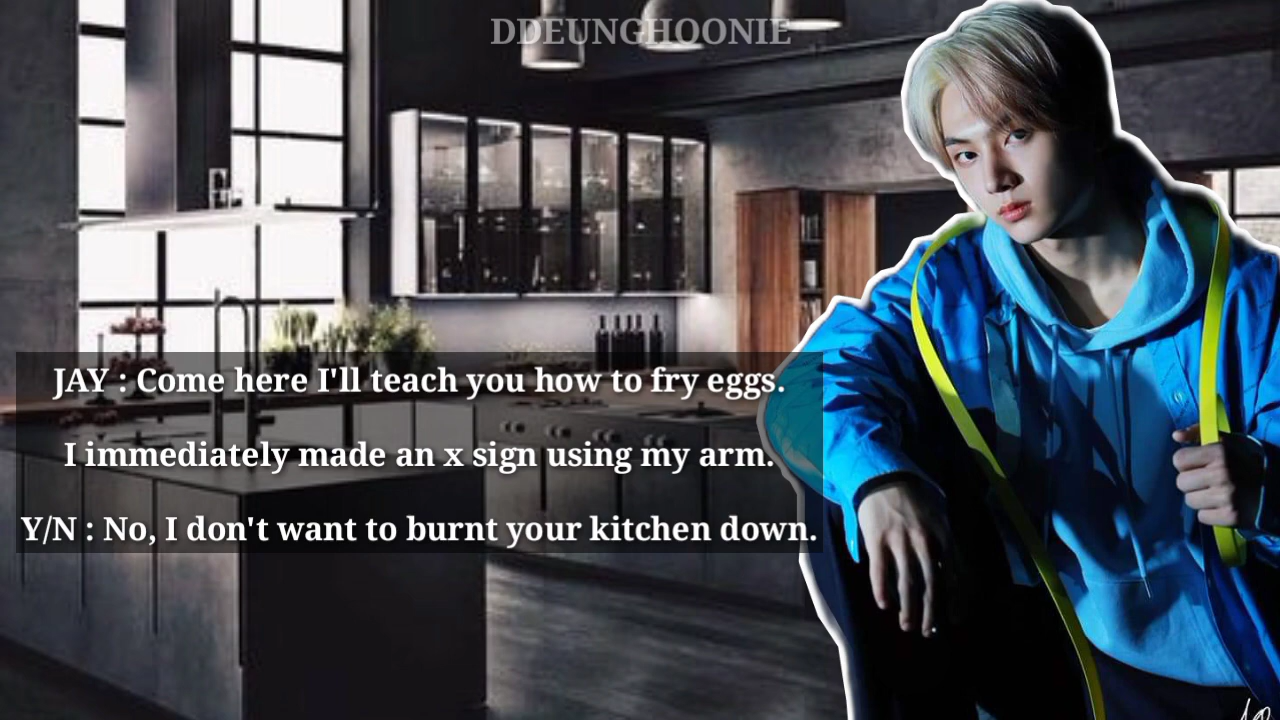 DDEUNGHOONIE
JAY : Come here I'll teach you how to fry eggs.
I immediately made an x sign using my arm.
Y/N : No, I don't want to burnt your kitchen down.